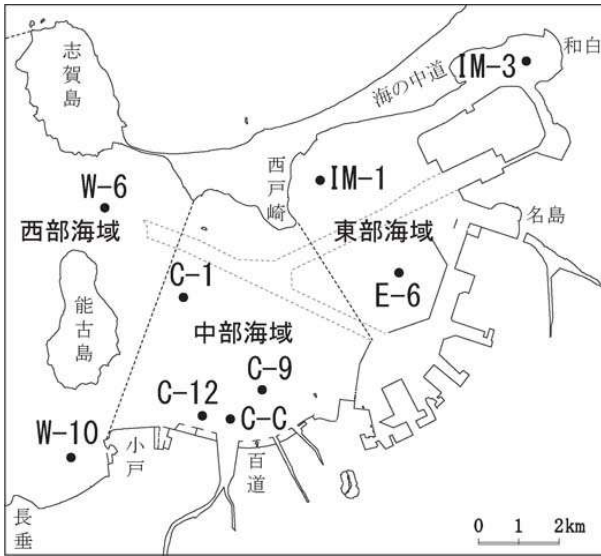 志賀島
海の中道
和白
IM-3
西戸崎
IM-1
W-6
西部海域
東部海域
名島
C-1
E-6
能古島
中部海域
C-9
C-12
C-C
W-10
小戸
百道
長垂
0 1 2km